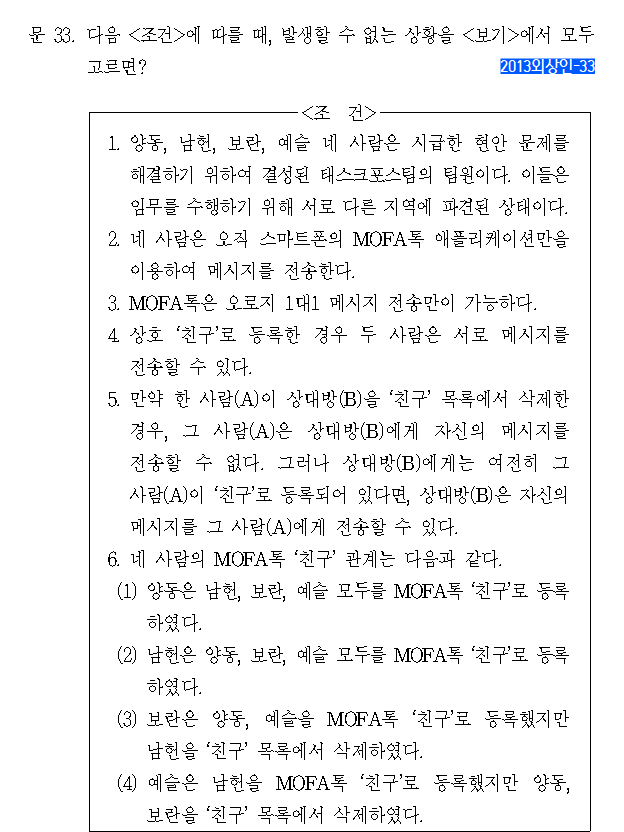 문 33. 다음 <조건>에 따를 때, 발생할 수 없는 상황을 <보기>에서 모두
고르면?
2013외상인-33
<조 건>
1. 양동, 남헌, 보란, 예슬 네 사람은 시급한 현안 문제를
해결하기 위하여 결성된 태스크포스팀의 팀원이다. 이들은
임무를 수행하기 위해 서로 다른 지역에 파견된 상태이다.
2. 네 사람은 오직 스마트폰의 MOFA톡 애플리케이션만을
이용하여 메시지를 전송한다.
3. MOFA톡은 오로지 1대1 메시지 전송만이 가능하다.
4. 상호 '친구'로 등록한 경우 두 사람은 서로 메시지를
전송할 수 있다.
5. 만약 한 사람(A)이 상대방(B)을 '친구' 목록에서 삭제한
경우, 그 사람(A)은 상대방(B)에게 자신의 메시지를
전송할 수 없다. 그러나 상대방(B)에게는 여전히 그
사람(A)이 '친구'로 등록되어 있다면, 상대방(B)은 자신의
메시지를 그 사람(A)에게 전송할 수 있다.
6. 네 사람의 MOFA톡 '친구' 관계는 다음과 같다.
(1) 양동은 남헌, 보란, 예슬 모두를 MOFA톡 '친구'로 등록
하였다.
(2) 남헌은 양동, 보란, 예슬 모두를 MOFA톡 '친구'로 등록
하였다.
(3) 보란은 양동, 예슬을 MOFA톡 '친구'로 등록했지만
남헌을 '친구' 목록에서 삭제하였다.
(4) 예슬은 남헌을 MOFA톡 '친구'로 등록했지만 양동,
보란을 '친구' 목록에서 삭제하였다.